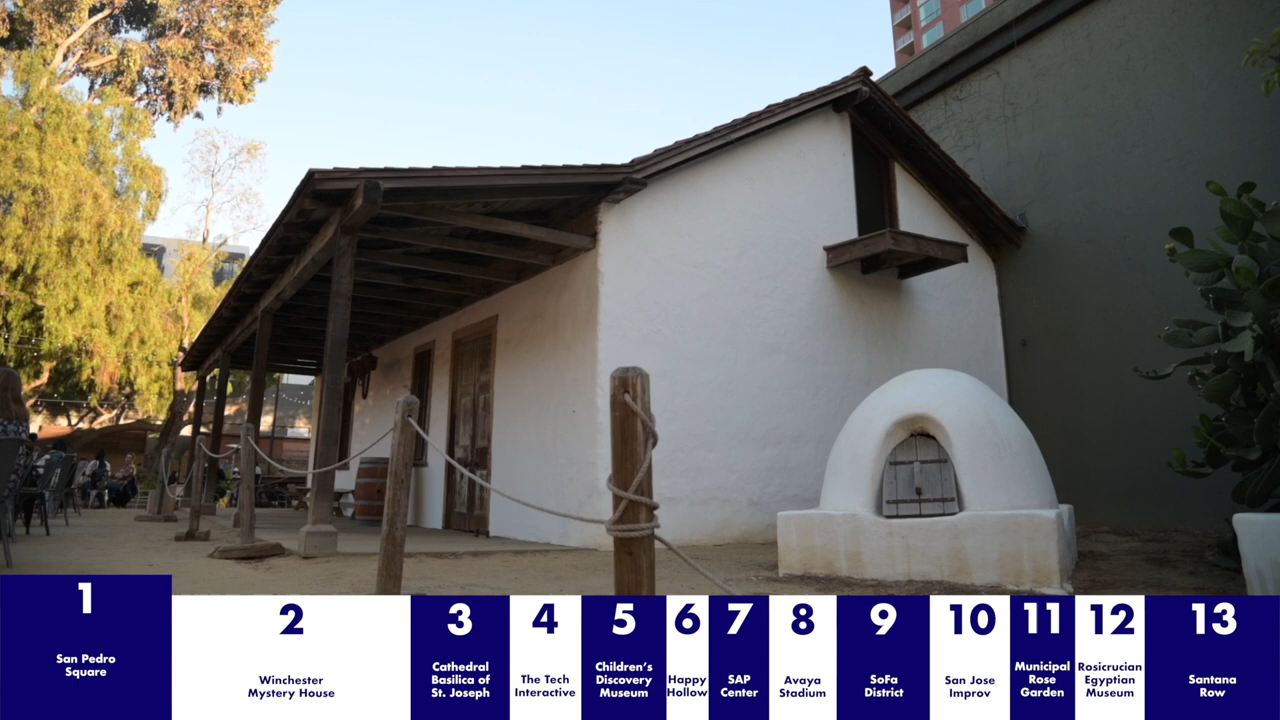 1
San Pedro
Square
2
Winchester
Mystery House
3
Cathedral
Basilica of
St. Joseph
4
The Tech
Interactive
5
Children's
Discovery
Museum
6
Happy
Hollow
7
SAP
Center
8
Avaya
Stadium
9
SoFa
District
10
San Jose
Improv
11
Municipal
Rose
Garden
12
Rosicrucian
Egyptian
Museum
13
Santana
Row